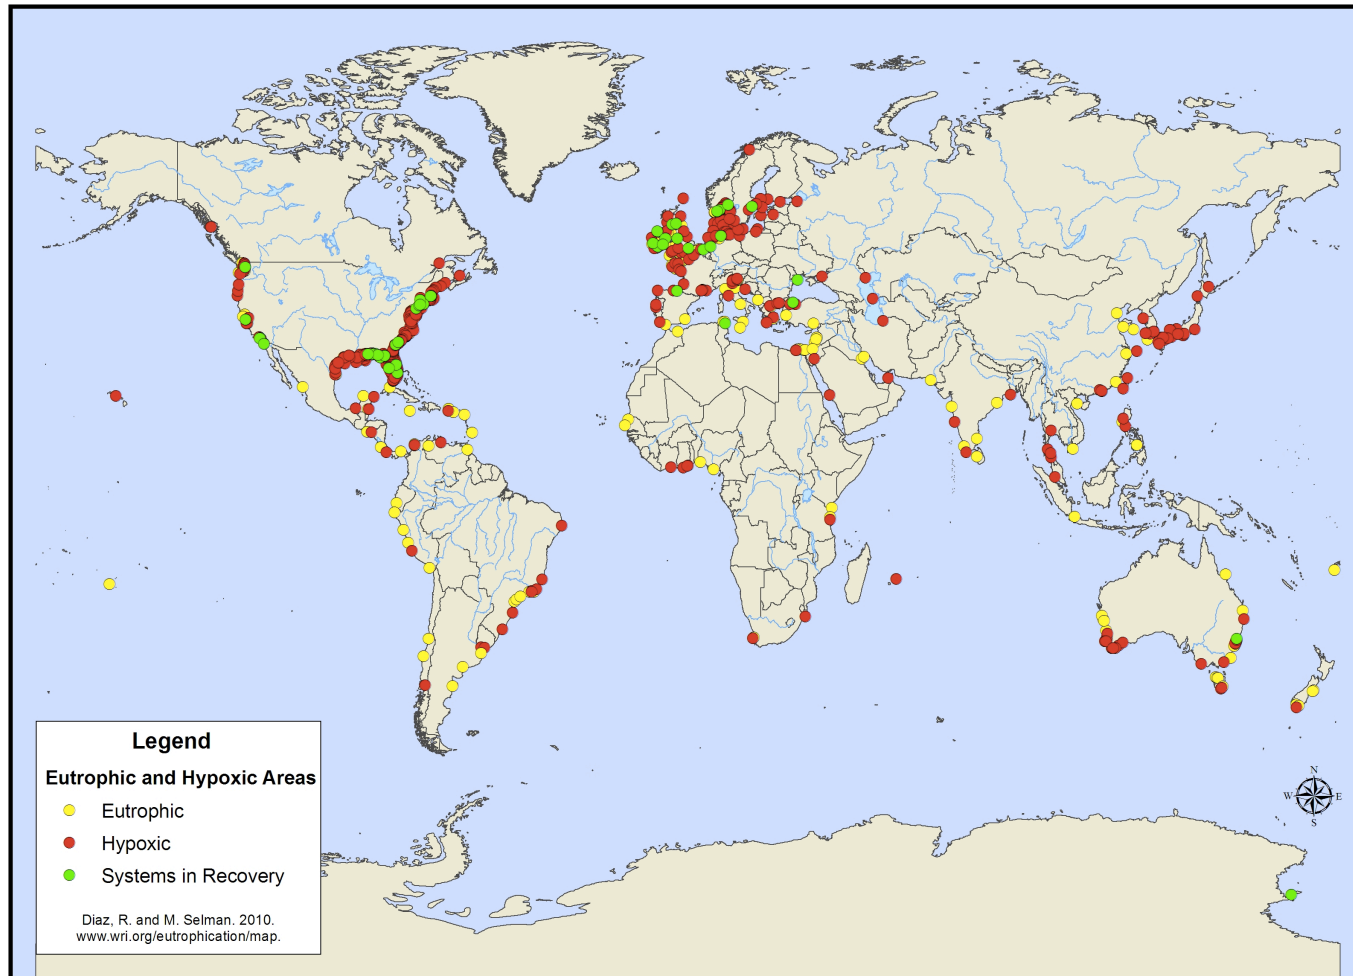 Legend
Eutrophic and Hypoxic Areas
Eutrophic
Hypoxic
Systems in Recovery
Diaz, R. and M. Selman. 2010.
www.wri.org/eutrophication/map.
N
W E
S